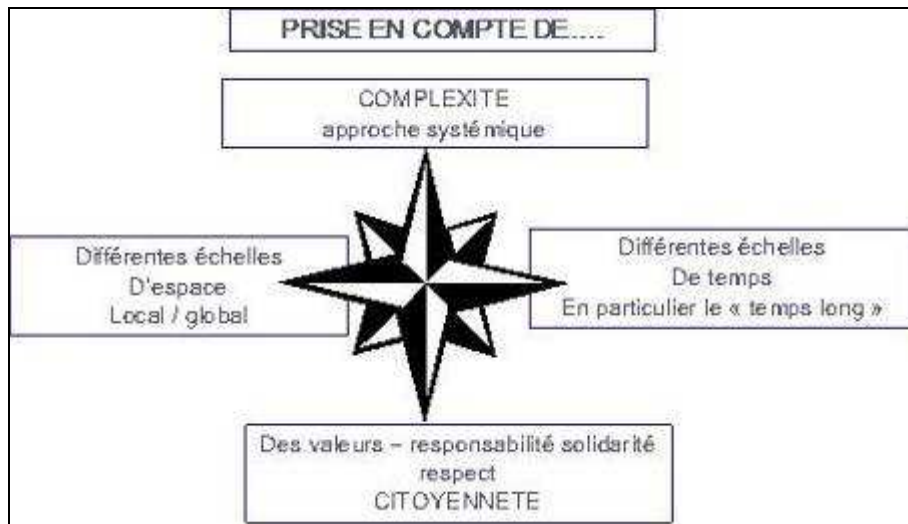 PRISE EN COMPTE DE....
COMPLEXITE
approche systémique
Différentes échelles
D'espace
Local / global
Différentes échelles
De temps
En particulier le « temps long »
Des valeurs – responsabilité solidarité
respect
CITOYENNETE